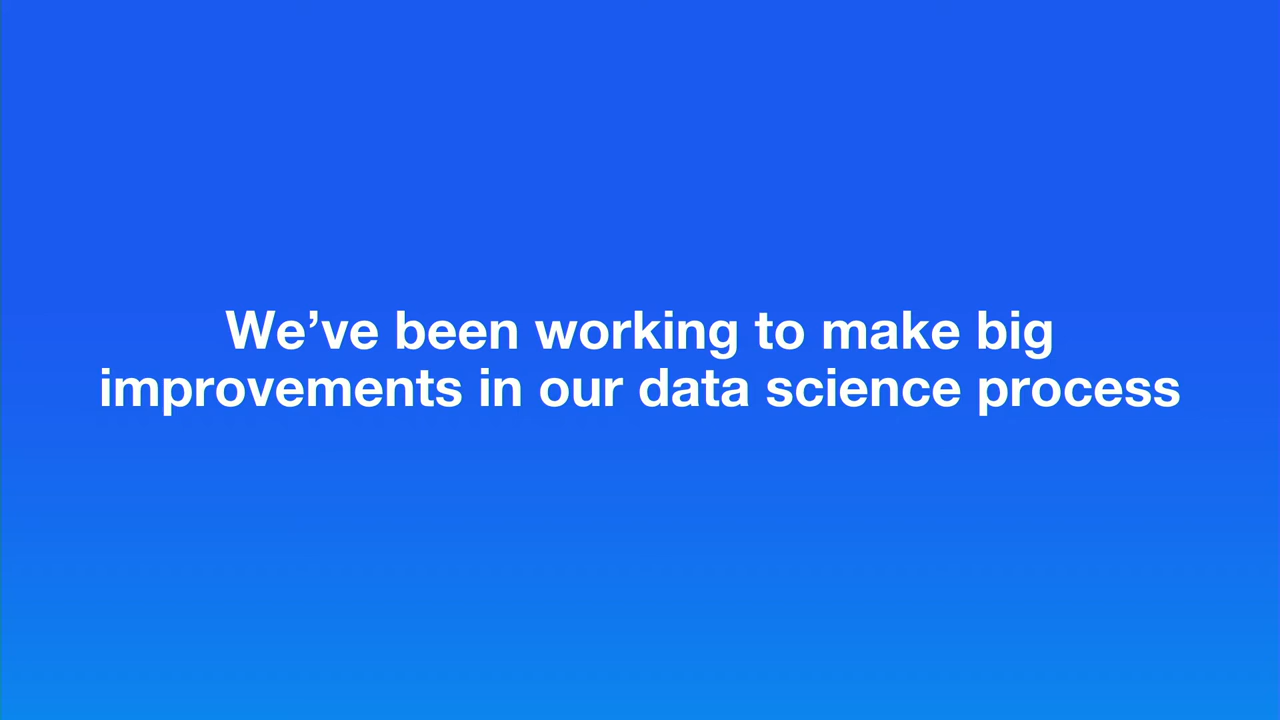 We’ve been working to make big
improvements in our data science process